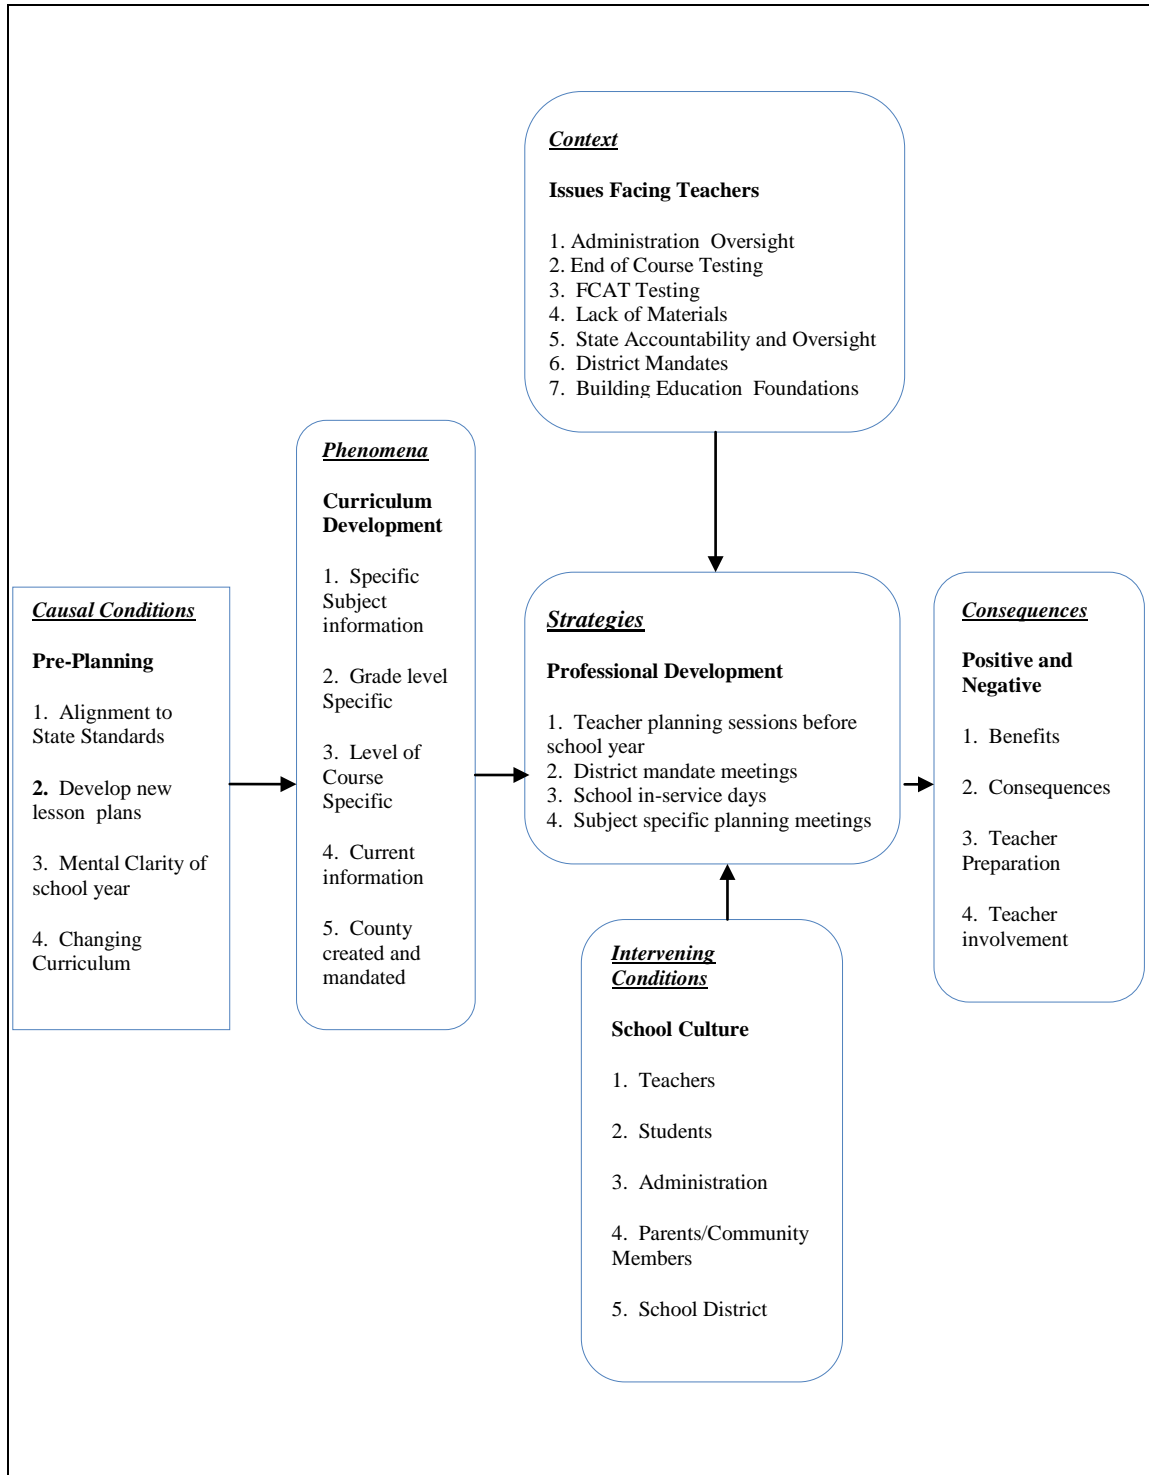 Context
Issues Facing Teachers
1. Administration Oversight
2. End of Course Testing
3. FCAT Testing
4. Lack of Materials
5. State Accountability and Oversight
6. District Mandates
7. Building Education Foundations
Phenomena
Curriculum
Development
1. Specific
Subject
information
2. Grade level
Specific
3. Level of
Course
Specific
4. Current
information
5. County
created and
mandated
Causal Conditions
Pre-Planning
1. Alignment to
State Standards
2. Develop new
lesson plans
3. Mental Clarity of
school year
4. Changing
Curriculum
Strategies
Professional Development
1. Teacher planning sessions before
school year
2. District mandate meetings
3. School in-service days
4. Subject specific planning meetings
Consequences
Positive and
Negative
1. Benefits
2. Consequences
3. Teacher
Preparation
4. Teacher
involvement
Intervening
Conditions
School Culture
1. Teachers
2. Students
3. Administration
4. Parents/Community
Members
5. School District